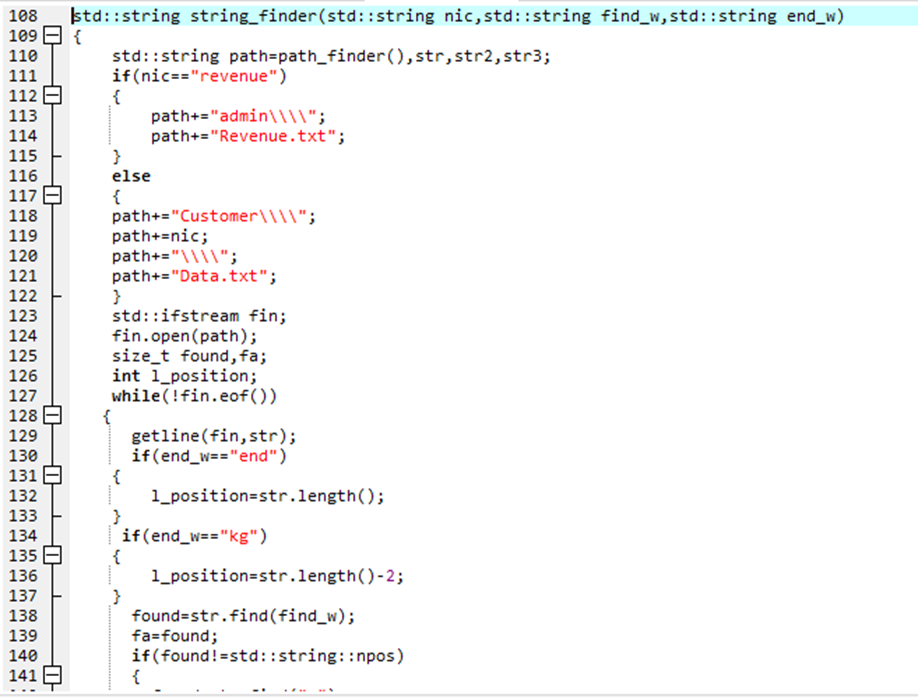 108 std::string string_finder(std::string nic,std::string find_w,std::string end_w)
109 {
110 std::string path=path_finder(),str,str2,str3;
111 if(nic=="revenue")
112 {
113 path+="admin\\\\";
114 path+="Revenue.txt";
115 }
116 else
117 {
118 path+="Customer\\\\";
119 path+=nic;
120 path+="\\\\";
121 path+="Data.txt";
122 }
123 std::ifstream fin;
124 fin.open(path);
125 size_t found,fa;
126 int l_position;
127 while(!fin.eof())
128 {
129 getline(fin,str);
130 if(end_w=="end")
131 {
132 l_position=str.length();
133 }
134 if(end_w=="kg")
135 {
136 l_position=str.length()-2;
137 }
138 found=str.find(find_w);
139 fa=found;
140 if(found!=std::string::npos)
141 {